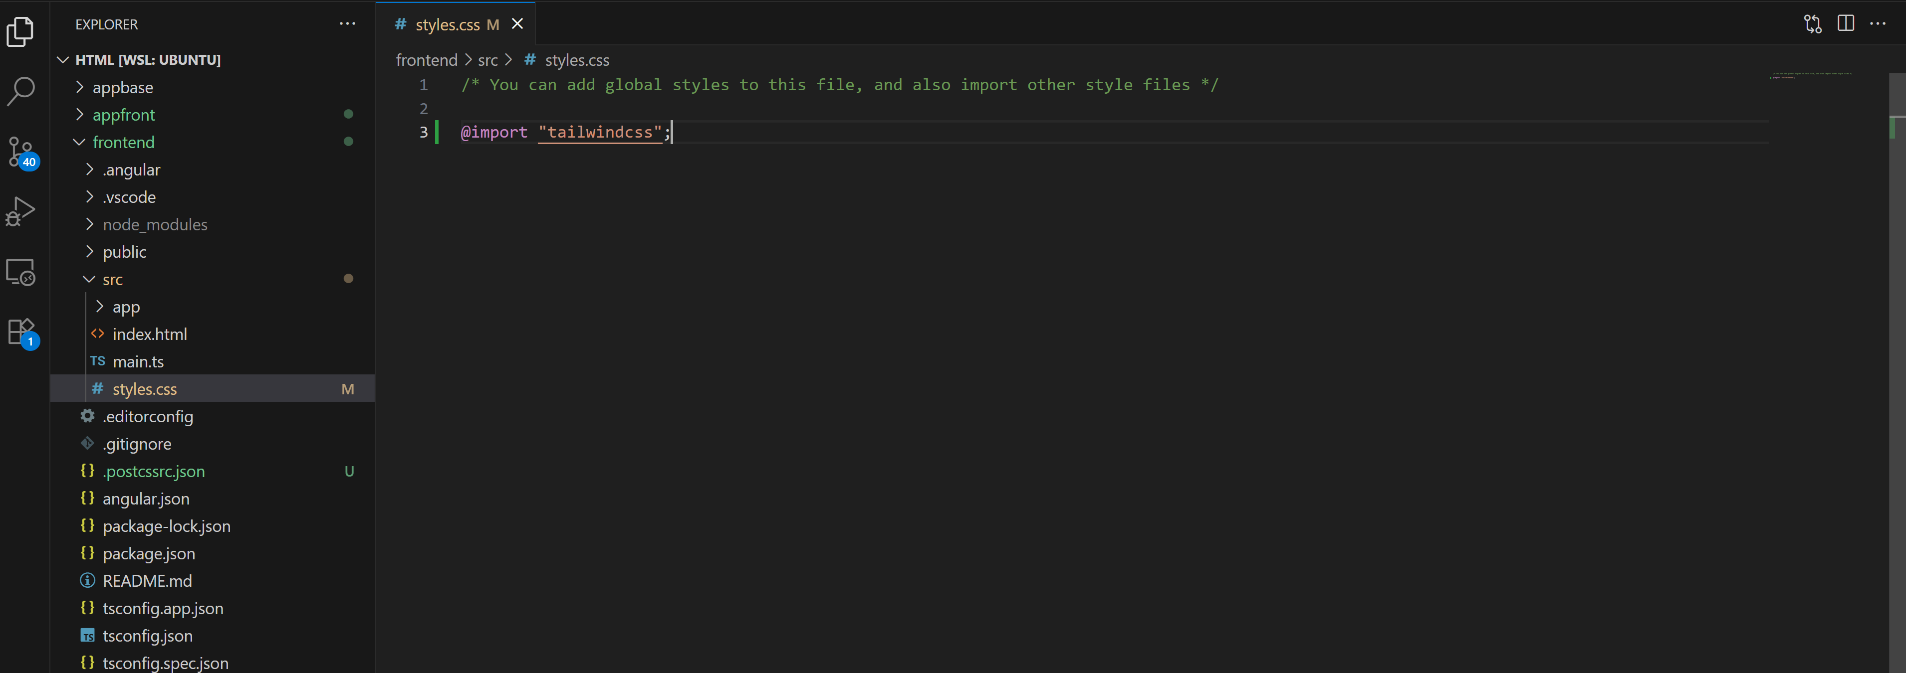 EXPLORER
HTML [WSL: UBUNTU]
appbase
appfront
frontend
.angular
.vscode
node_modules
public
src
app
index.html
TS main.ts
# styles.css M
.editorconfig
.gitignore
{} .postcssrc.json U
{} angular.json
{} package-lock.json
{} package.json
README.md
{} tsconfig.app.json
TS tsconfig.json
{} tsconfig.spec.json
40
1
# styles.css M
frontend > src > # styles.css
1 /* You can add global styles to this file, and also import other style files */
2
3 @import "tailwindcss";